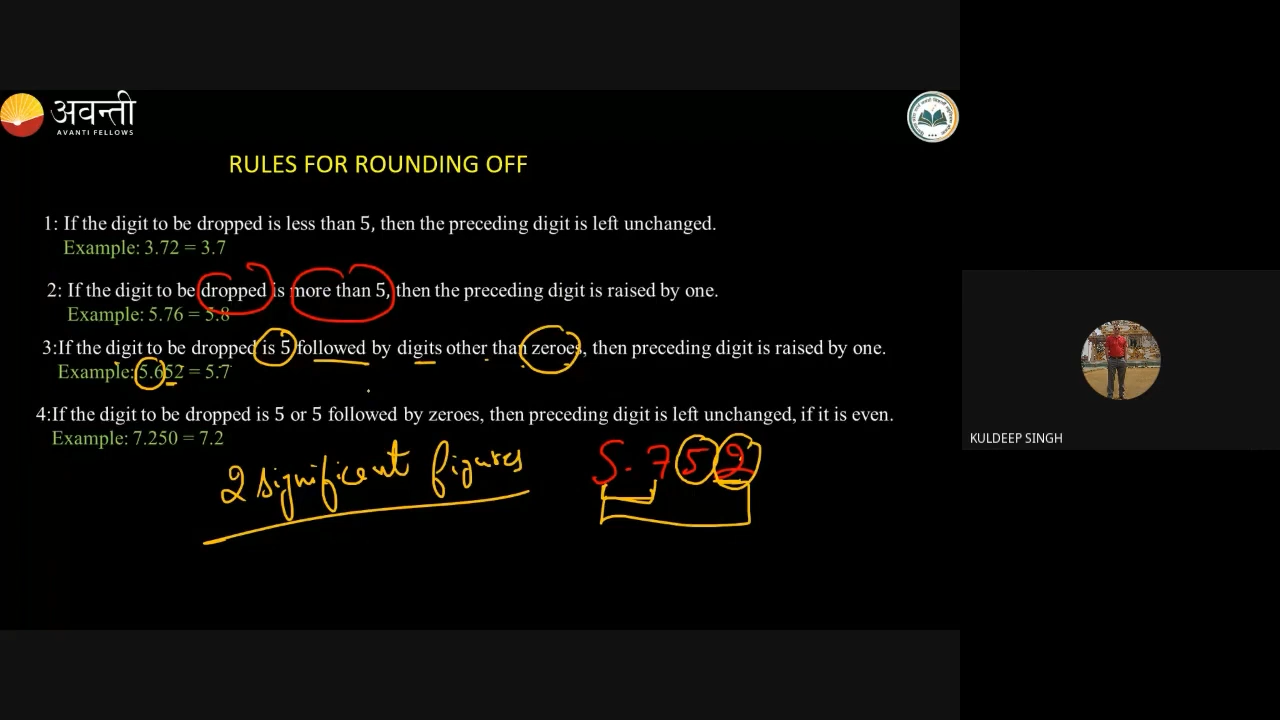 अवन्ती
AVANTI FELLOWS
RULES FOR ROUNDING OFF
1: If the digit to be dropped is less than 5, then the preceding digit is left unchanged.
Example: 3.72 = 3.7
2: If the digit to be dropped is more than 5, then the preceding digit is raised by one.
Example: 5.76 = 5.8
3:If the digit to be dropped is 5 followed by digits other than zeroes, then preceding digit is raised by one.
Example: 5.652 = 5.7
4:If the digit to be dropped is 5 or 5 followed by zeroes, then preceding digit is left unchanged, if it is even.
Example: 7.250 = 7.2
2 significent figures
5.752
KULDEEP SINGH